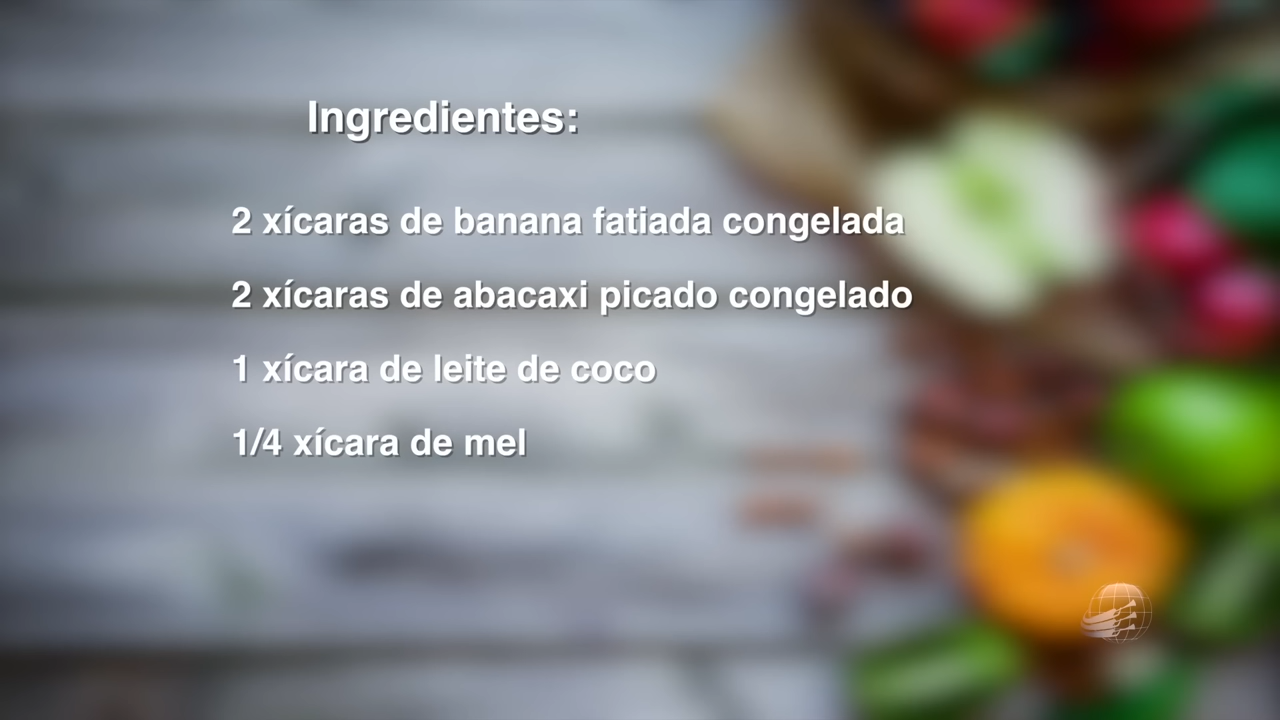 Ingredientes:
2 xícaras de banana fatiada congelada
2 xícaras de abacaxi picado congelado
1 xícara de leite de coco
1/4 xícara de mel